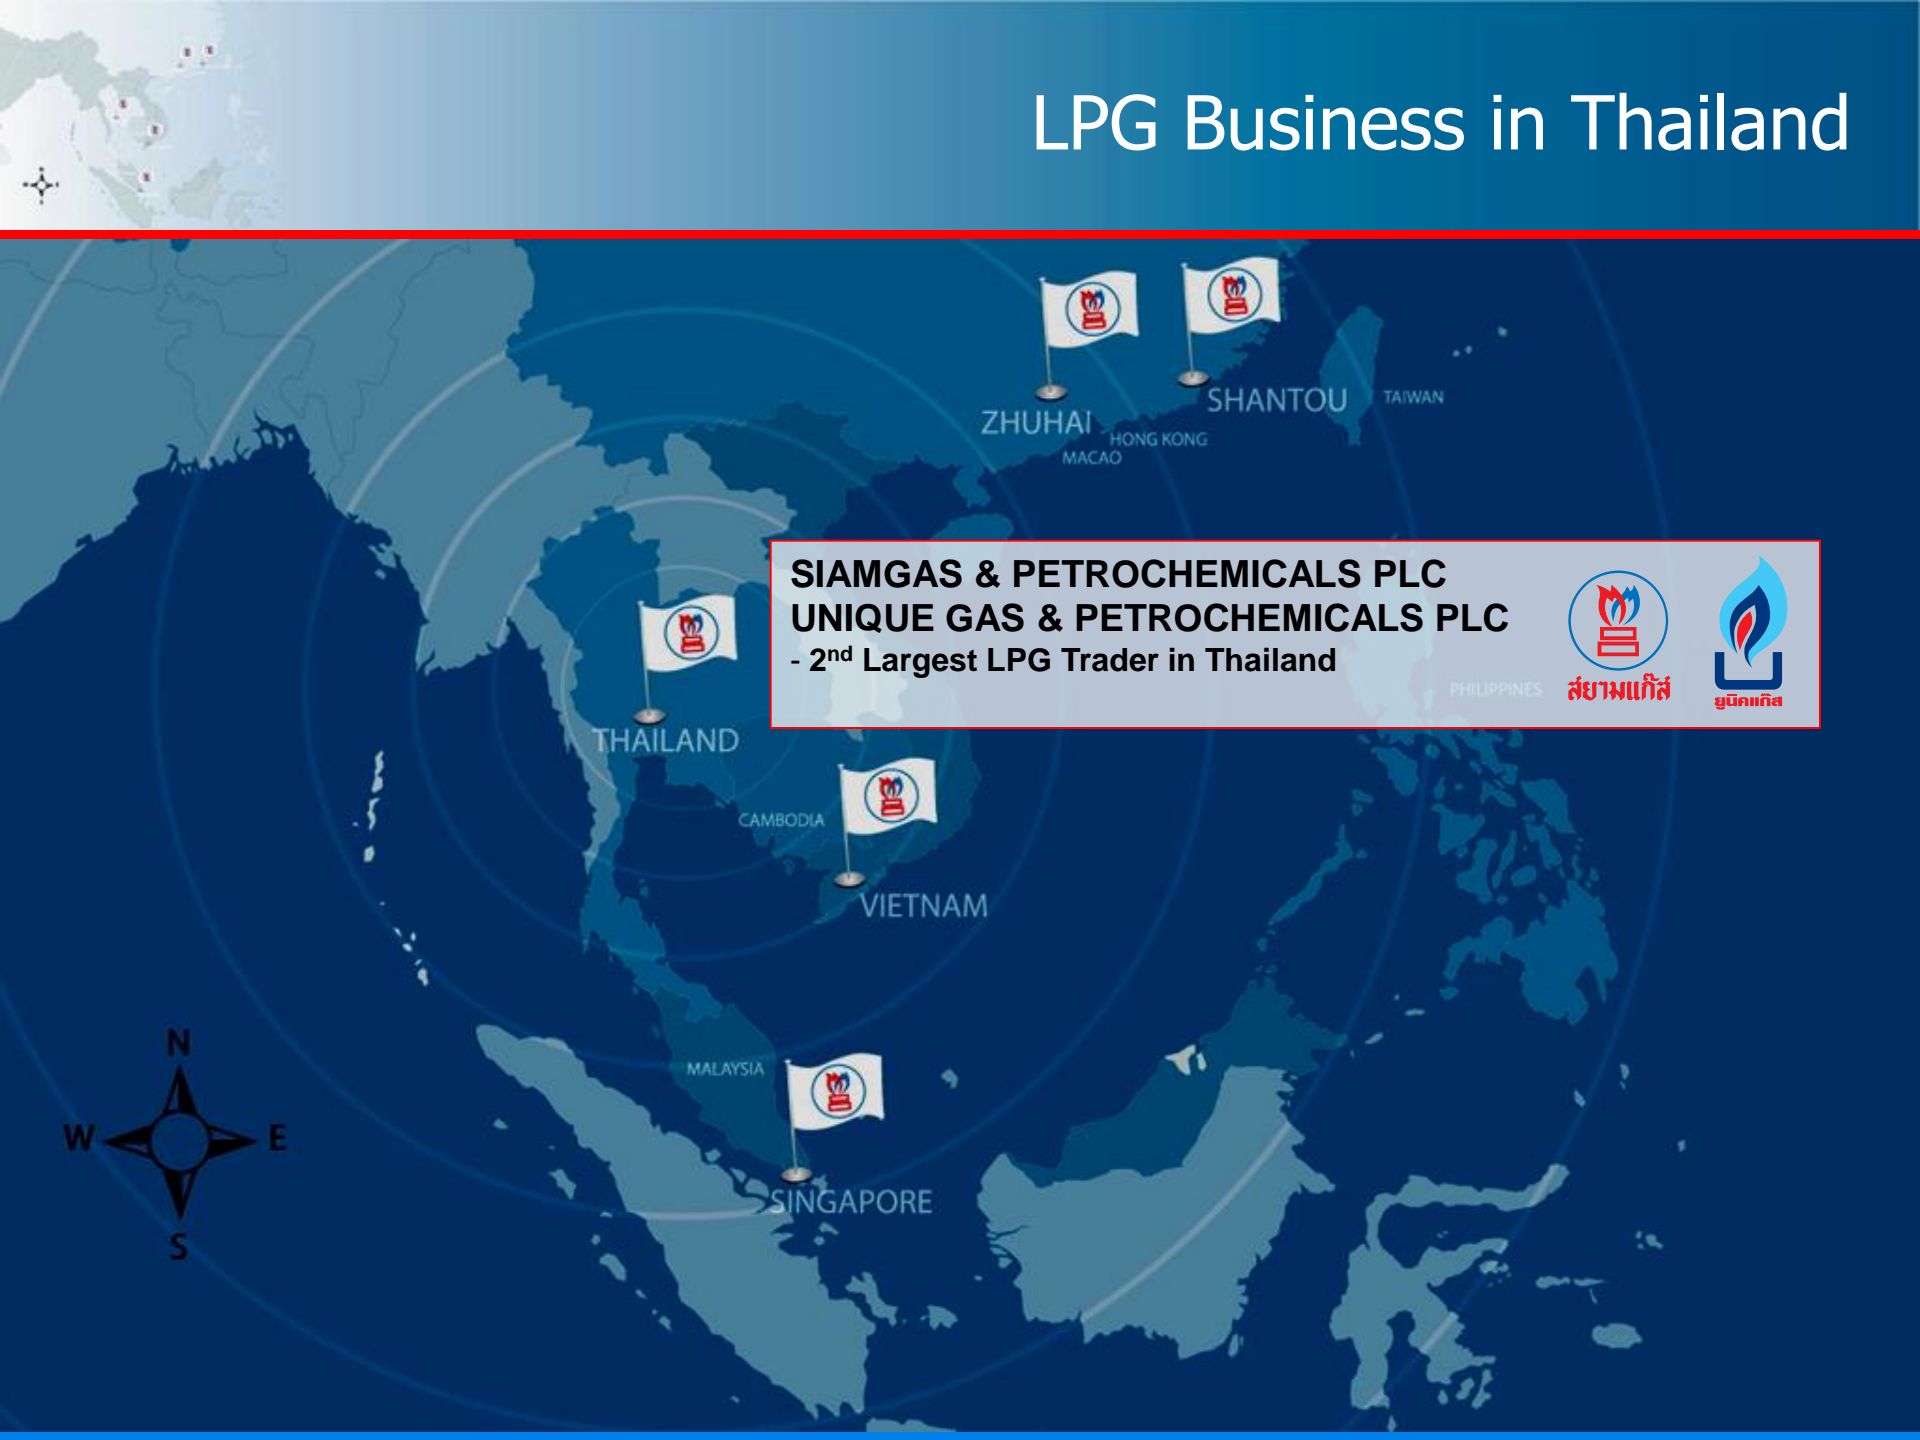 LPG Business in Thailand
SHANTOU
TAIWAN
ZHUHAI
HONG KONG
MACAO
SIAMGAS & PETROCHEMICALS PLC
UNIQUE GAS & PETROCHEMICALS PLC
- 2nd Largest LPG Trader in Thailand
สยามแก๊ส
ยูนิคแก๊ส
PHILIPPINES
THAILAND
CAMBODIA
VIETNAM
N
W
E
S
MALAYSIA
SINGAPORE